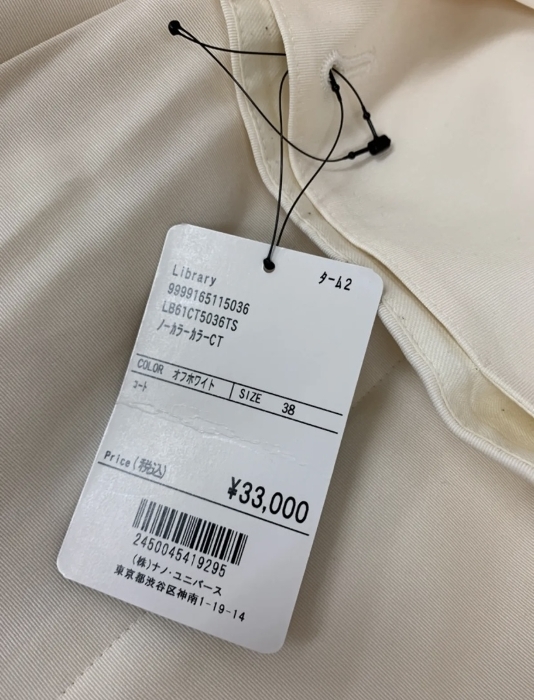 Library
ターム2
9999165115036
LB61CT5036TS
ノーカラーカラーCT
COLOR オフホワイト SIZE 38
コート
Price(税込)
¥33,000
2450045419295
(株)ナノ・ユニバース
東京都渋谷区神南1-19-14